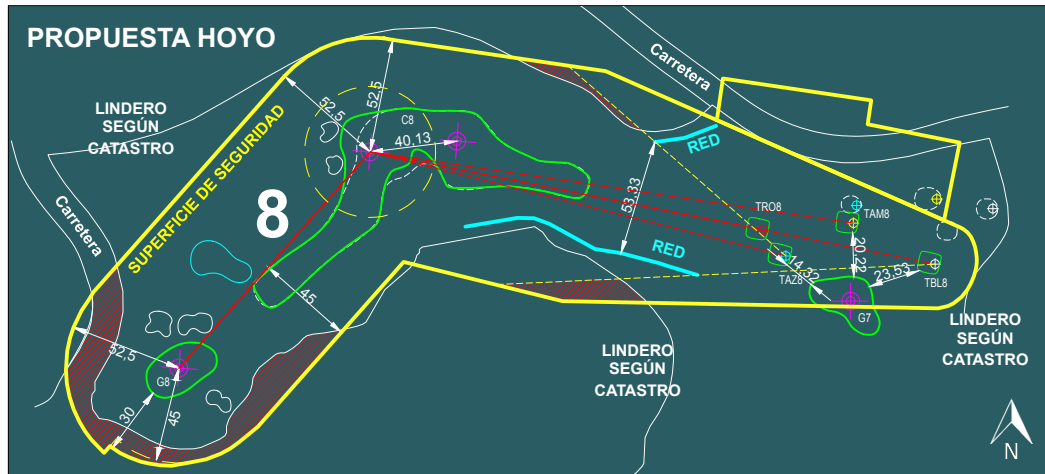 PROPUESTA HOYO
Carretera
LINDERO
SEGÚN
CATASTRO
SUPERFICIE DE SEGURIDAD
52,5
52,5
C8
40,13
RED
53,33
8
Carretera
TRO8
TAM8
20,22
RED
14,32
TAZ8
23,53
TBL8
45
G7
LINDERO
SEGÚN
CATASTRO
LINDERO
SEGÚN
CATASTRO
52,5
G8
30
45
N